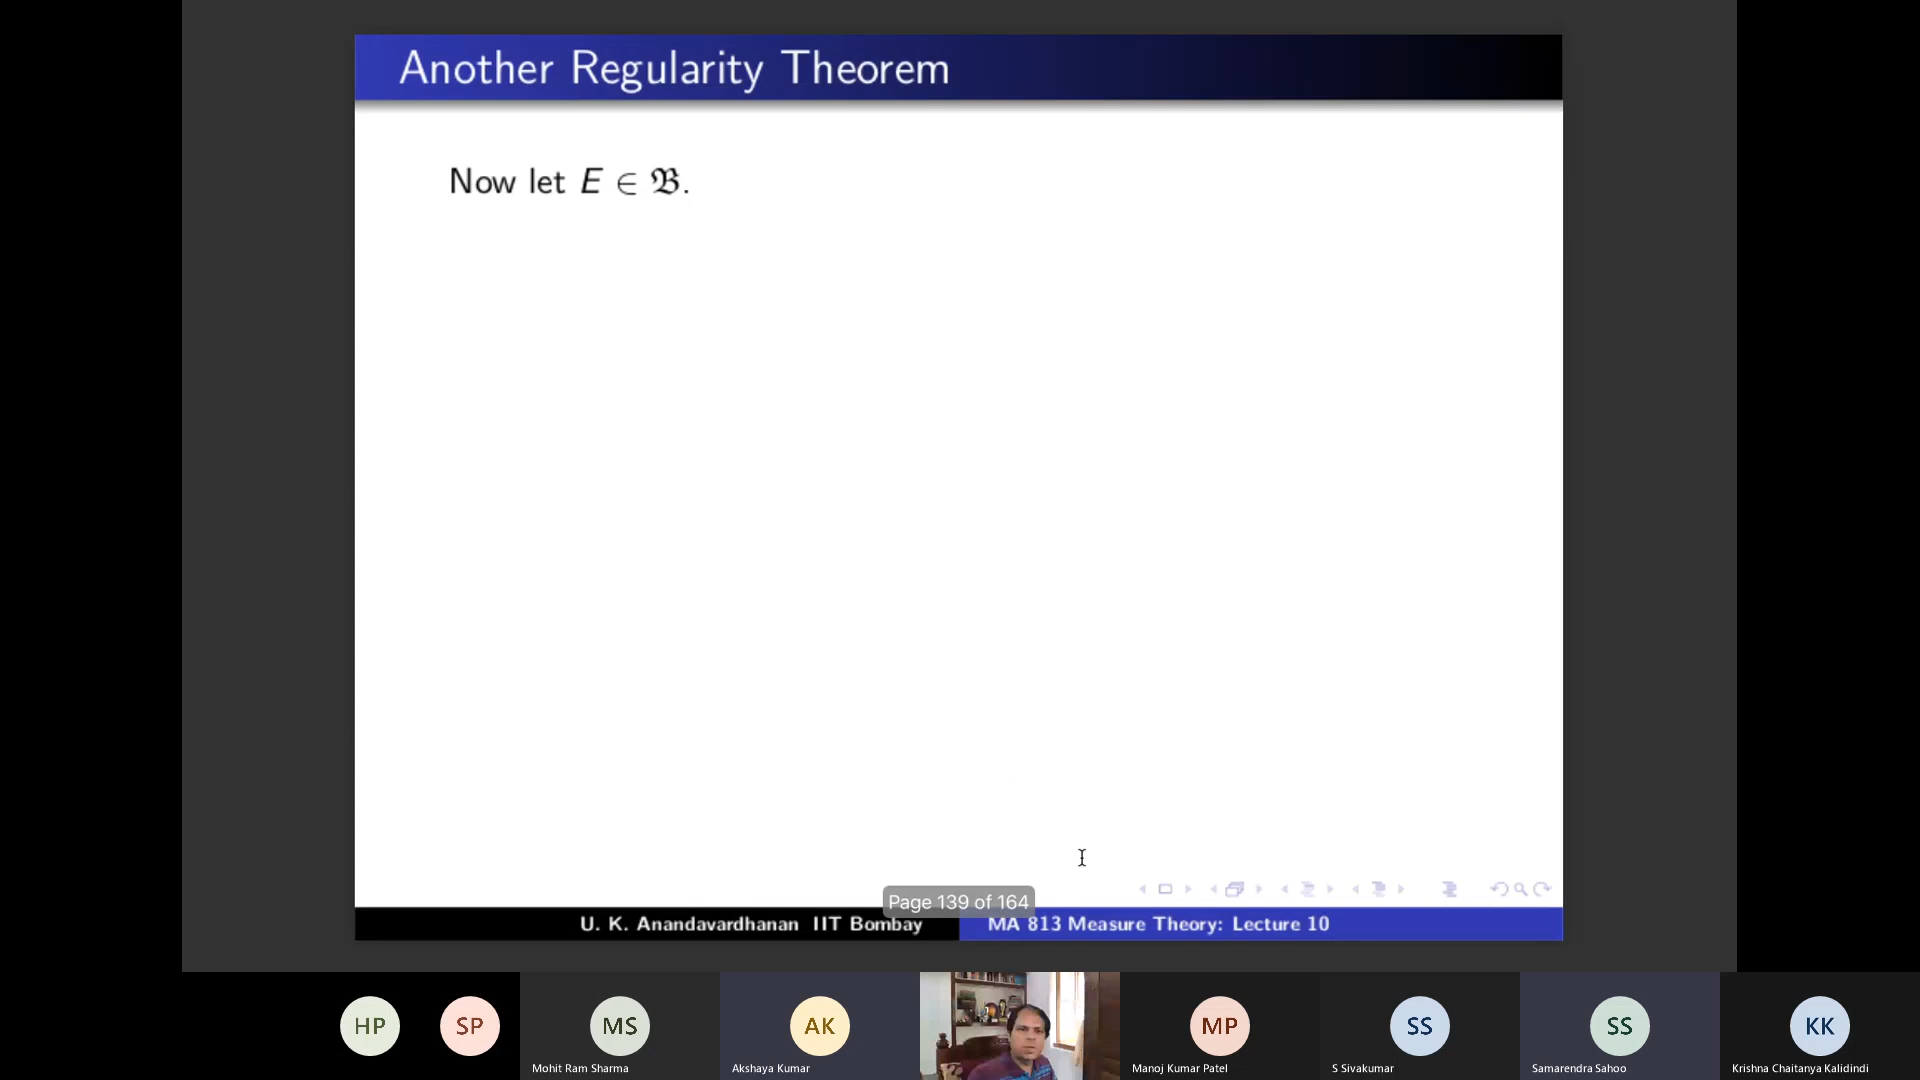 Another Regularity Theorem
Now let E ∈ 𝔅.
Page 139 of 164
U. K. Anandavardhanan IIT Bombay
MA 813 Measure Theory: Lecture 10
HP
SP
MS
AK
MP
SS
SS
KK
Mohit Ram Sharma
Akshaya Kumar
Manoj Kumar Patel
S Sivakumar
Samarendra Sahoo
Krishna Chaitanya Kalidindi